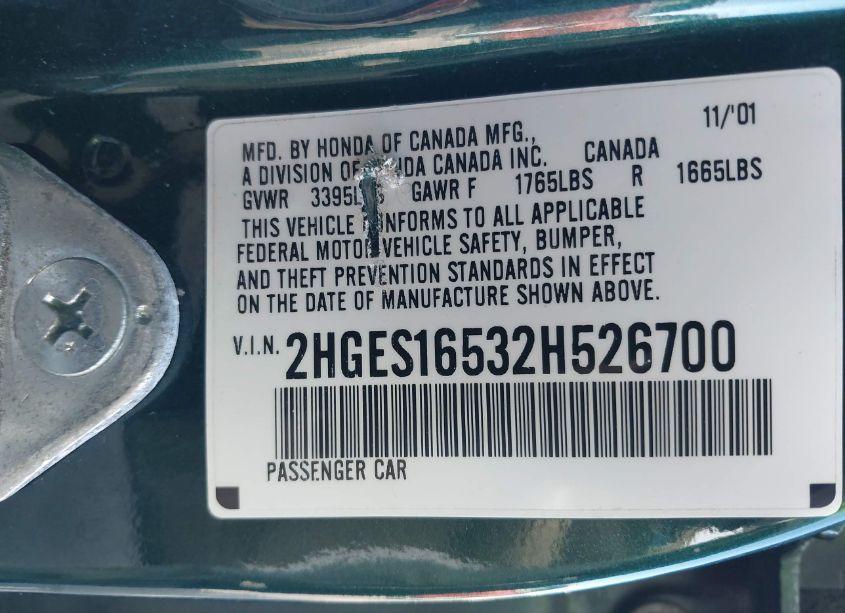 11/'01
MFD. BY HONDA OF CANADA MFG.,
A DIVISION OF CANADA INC. CANADA
GVWR GAWR F 1765LBS R 1665LBS
THIS VEHICLE TO ALL APPLICABLE
FEDERAL MOTOR VEHICLE SAFETY, BUMPER,
AND THEFT PREVENTION STANDARDS IN EFFECT
ON THE DATE OF MANUFACTURE SHOWN ABOVE.
V.I.N. 2HGES16532H526700
PASSENGER CAR